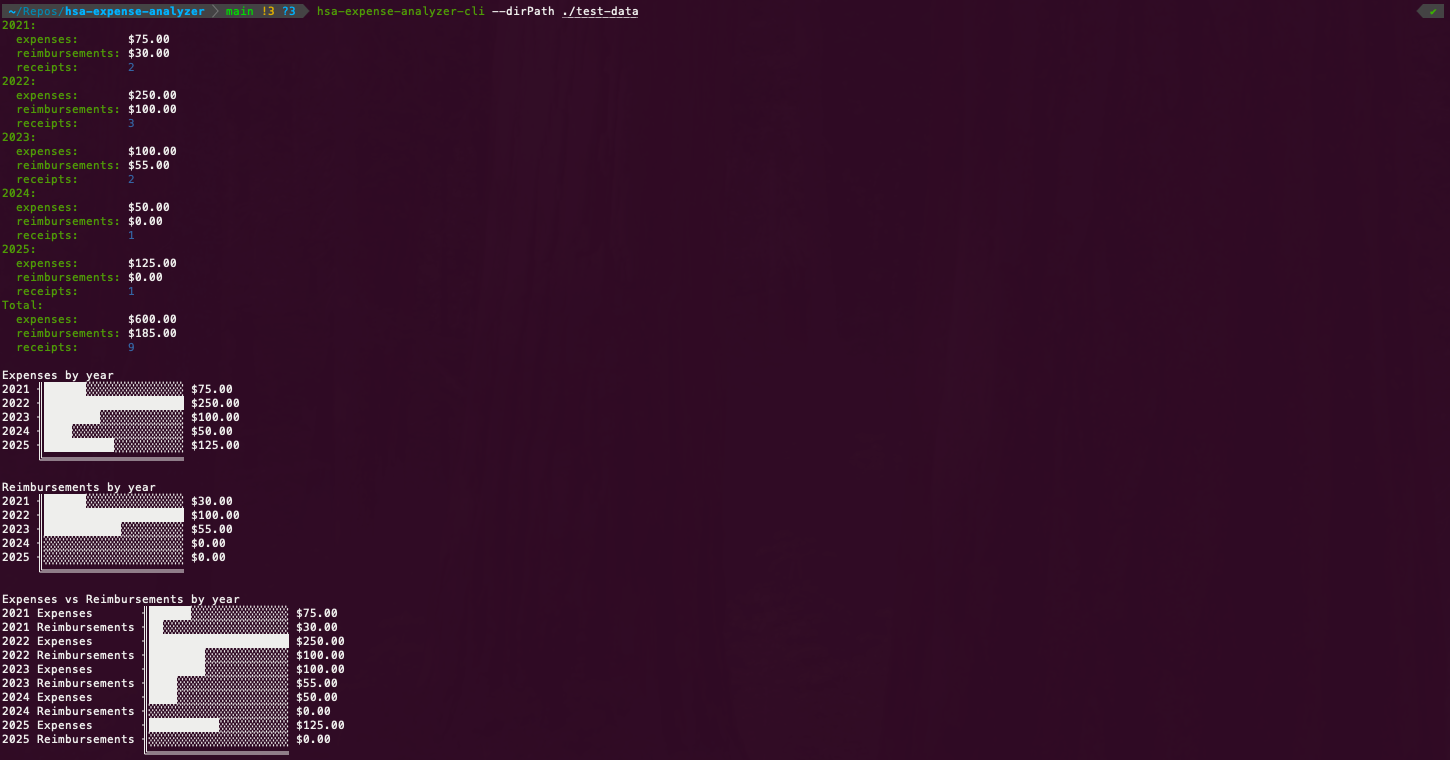 ~/Repos/hsa-expense-analyzer main !3 ?3 hsa-expense-analyzer-cli --dirPath ./test-data ✔
2021:
expenses: $75.00
reimbursements: $30.00
receipts: 2
2022:
expenses: $250.00
reimbursements: $100.00
receipts: 3
2023:
expenses: $100.00
reimbursements: $55.00
receipts: 2
2024:
expenses: $50.00
reimbursements: $0.00
receipts: 1
2025:
expenses: $125.00
reimbursements: $0.00
receipts: 1
Total:
expenses: $600.00
reimbursements: $185.00
receipts: 9
Expenses by year
2021 $75.00
2022 $250.00
2023 $100.00
2024 $50.00
2025 $125.00
Reimbursements by year
2021 $30.00
2022 $100.00
2023 $55.00
2024 $0.00
2025 $0.00
Expenses vs Reimbursements by year
2021 Expenses $75.00
2021 Reimbursements $30.00
2022 Expenses $250.00
2022 Reimbursements $100.00
2023 Expenses $100.00
2023 Reimbursements $55.00
2024 Expenses $50.00
2024 Reimbursements $0.00
2025 Expenses $125.00
2025 Reimbursements $0.00